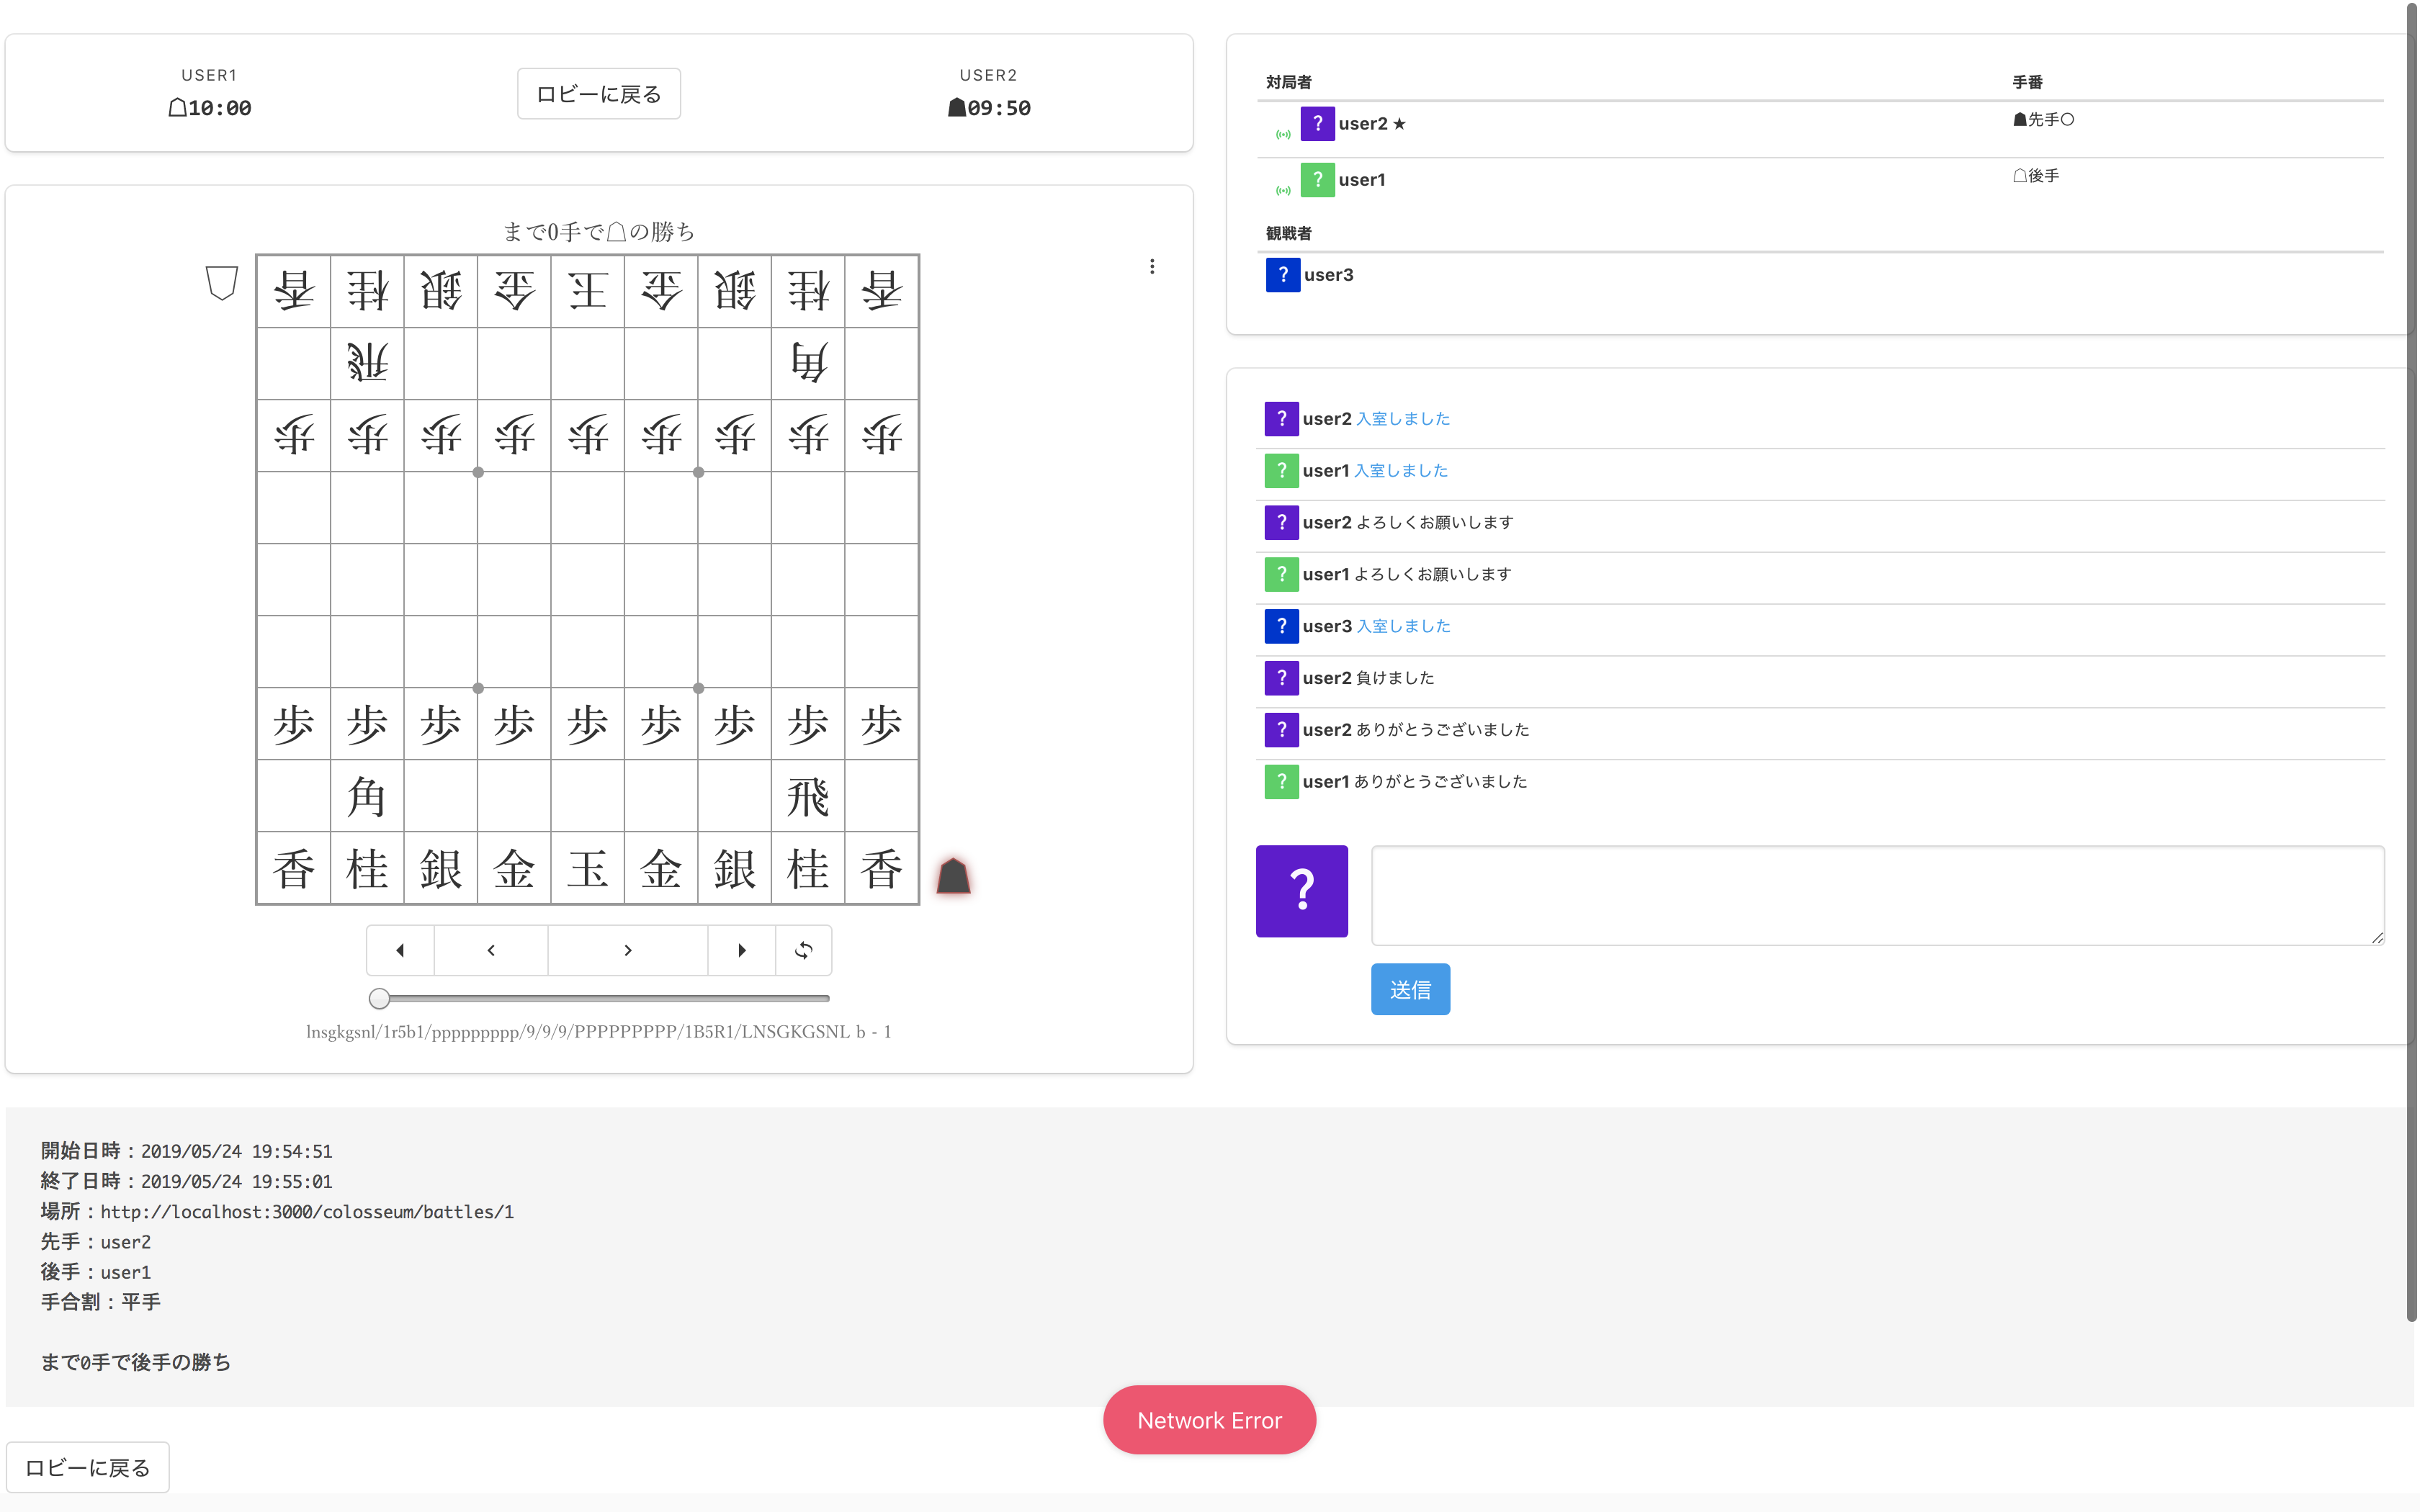 USER1
☖10:00
ロビーに戻る
USER2
☗09:50
まで0手で☖の勝ち
香 桂 銀 金 王 金 銀 桂 香
飛 角
歩 歩 歩 歩 歩 歩 歩 歩 歩
歩 歩 歩 歩 歩 歩 歩 歩 歩
角 飛
香 桂 銀 金 玉 金 銀 桂 香
lnsgkgsnl/1r5b1/ppppppppp/9/9/9/PPPPPPPPP/1B5R1/LNSGKGSNL b - 1
対局者 手番
? user2 ★ ☗先手○
? user1 ☖後手
観戦者
? user3
? user2 入室しました
? user1 入室しました
? user2 よろしくお願いします
? user1 よろしくお願いします
? user3 入室しました
? user2 負けました
? user2 ありがとうございました
? user1 ありがとうございました
?
送信
開始日時：2019/05/24 19:54:51
終了日時：2019/05/24 19:55:01
場所：http://localhost:3000/colosseum/battles/1
先手：user2
後手：user1
手合割：平手
まで0手で後手の勝ち
Network Error
ロビーに戻る